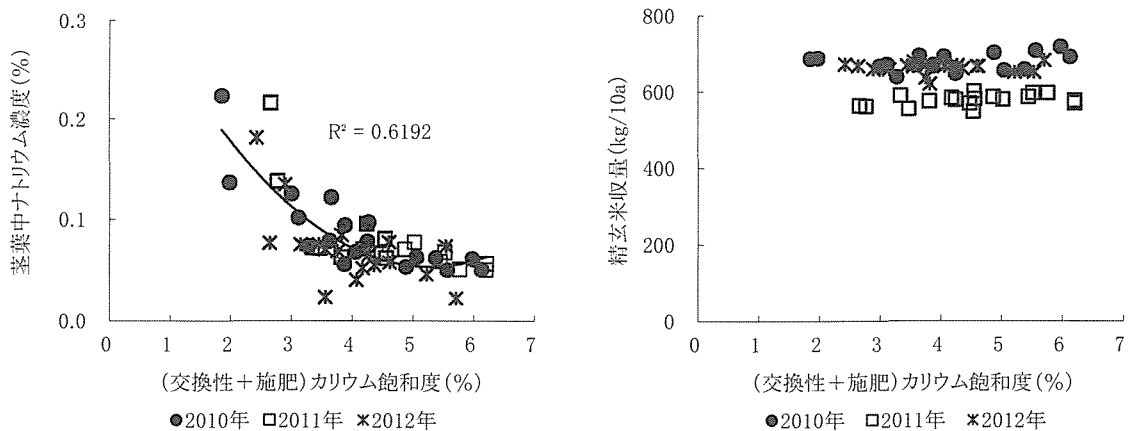 茎葉中ナトリウム濃度(%)
0.3
0.2
0.1
0.0
R² = 0.6192
0 1 2 3 4 5 6 7
(交換性+施肥)カリウム飽和度(%)
●2010年 □2011年 ✳2012年
精玄米収量(kg/10a)
800
600
400
200
0
0 1 2 3 4 5 6 7
(交換性+施肥)カリウム飽和度(%)
●2010年 □2011年 ✳2012年